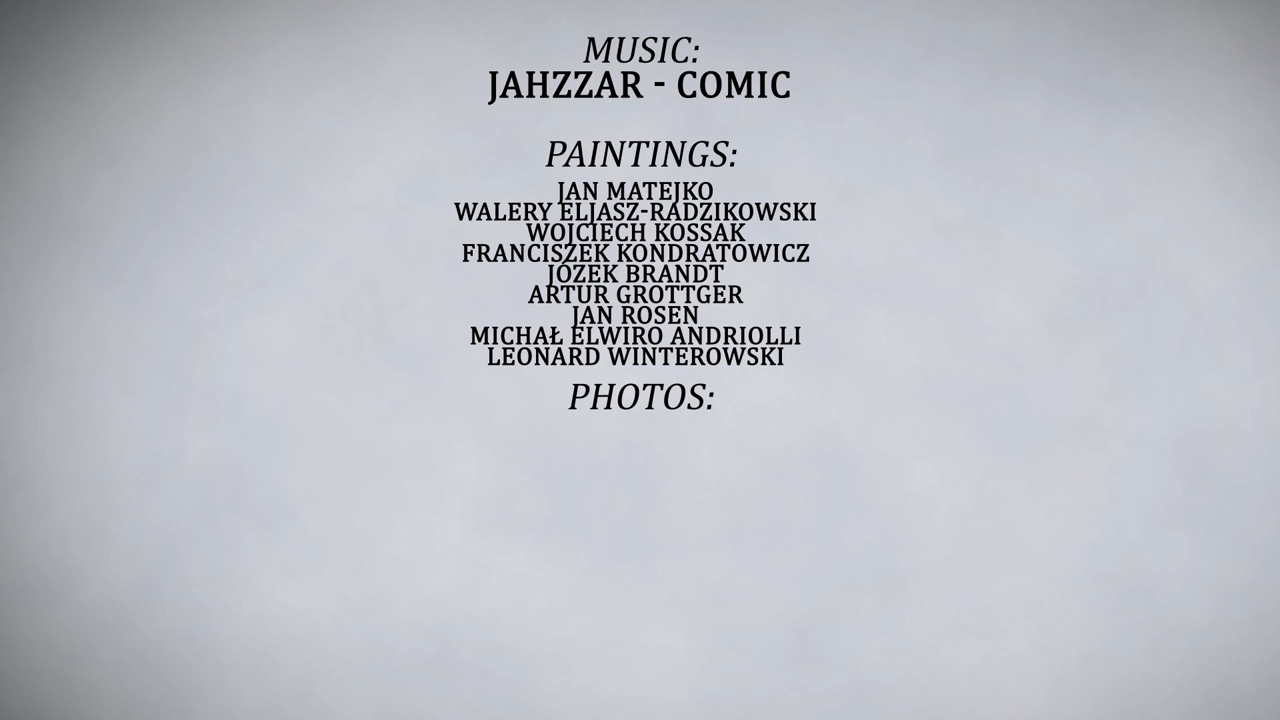 MUSIC:
JAHZZAR - COMIC
PAINTINGS:
JAN MATEJKO
WALERY ELJASZ-RADZIKOWSKI
WOJCIECH KOSSAK
FRANCISZEK KONDRATOWICZ
JÓZEK BRANDT
ARTUR GROTTGER
JAN ROSEN
MICHAŁ ELWIRO ANDRIOLLI
LEONARD WINTEROWSKI
PHOTOS: